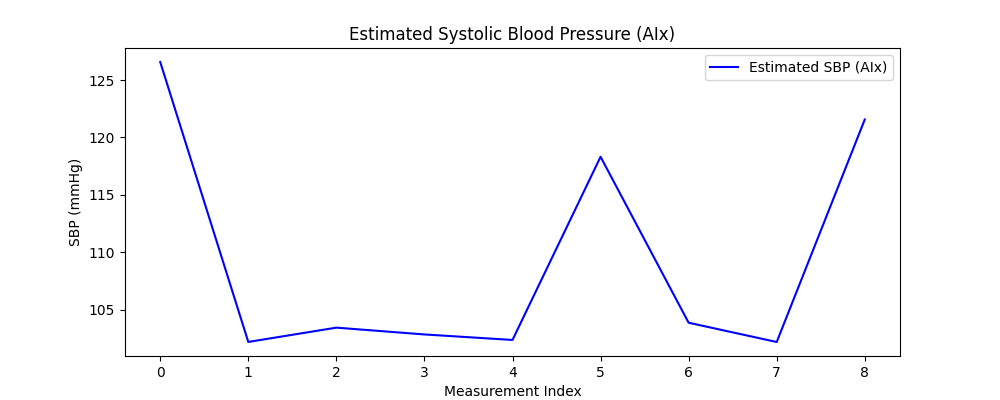 Estimated Systolic Blood Pressure (AIx)
Estimated SBP (AIx)
SBP (mmHg)
125
120
115
110
105
0 1 2 3 4 5 6 7 8
Measurement Index